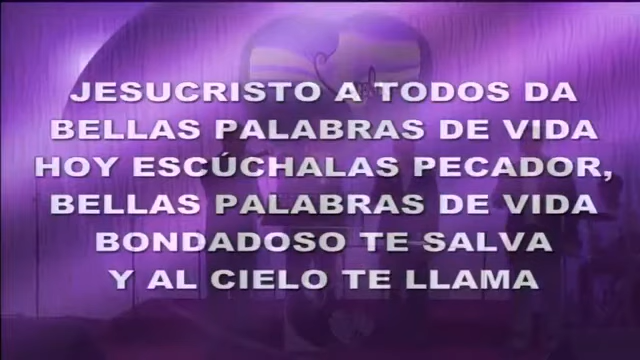 JESUCRISTO A TODOS DA
BELLAS PALABRAS DE VIDA
HOY ESCÚCHALAS PECADOR,
BELLAS PALABRAS DE VIDA
BONDADOSO TE SALVA
Y AL CIELO TE LLAMA